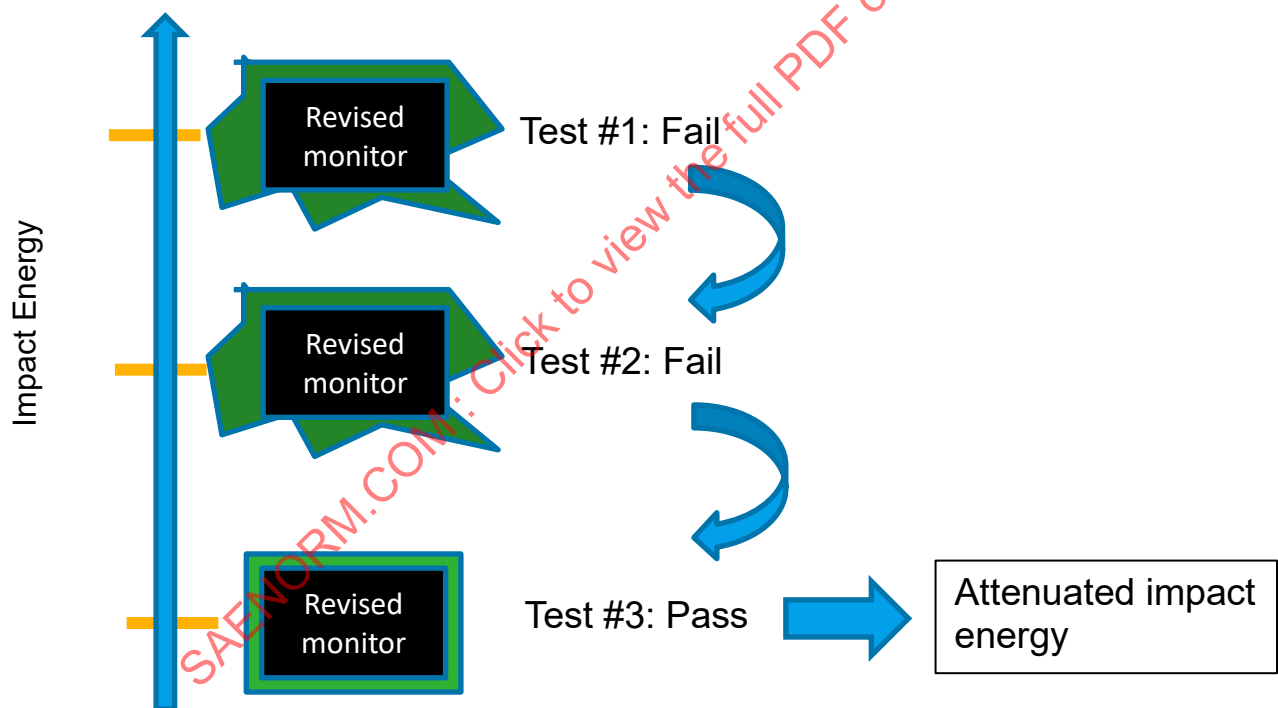 Impact Energy
Revised
monitor
Test #1: Fail
Revised
monitor
Test #2: Fail
Revised
monitor
Test #3: Pass
Attenuated impact
energy
SAENORM.COM : Click to view the full PDF